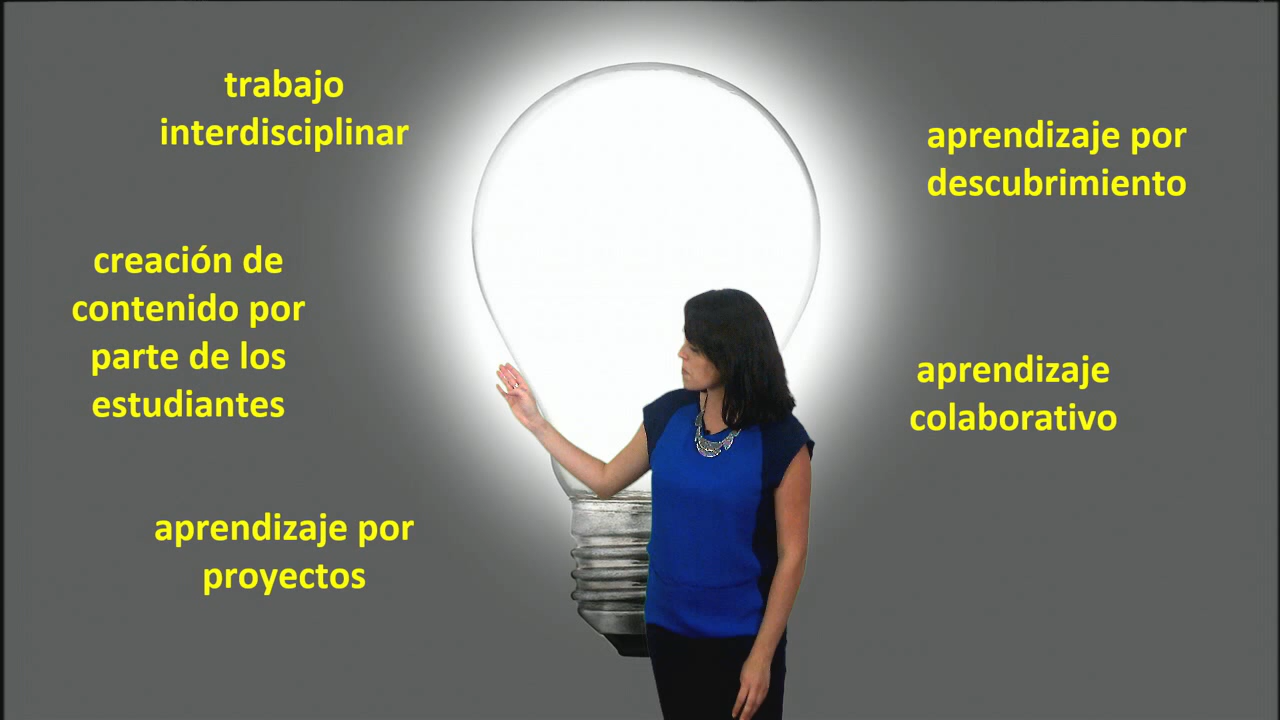 trabajo
interdisciplinar
creación de
contenido por
parte de los
estudiantes
aprendizaje por
proyectos
aprendizaje por
descubrimiento
aprendizaje
colaborativo